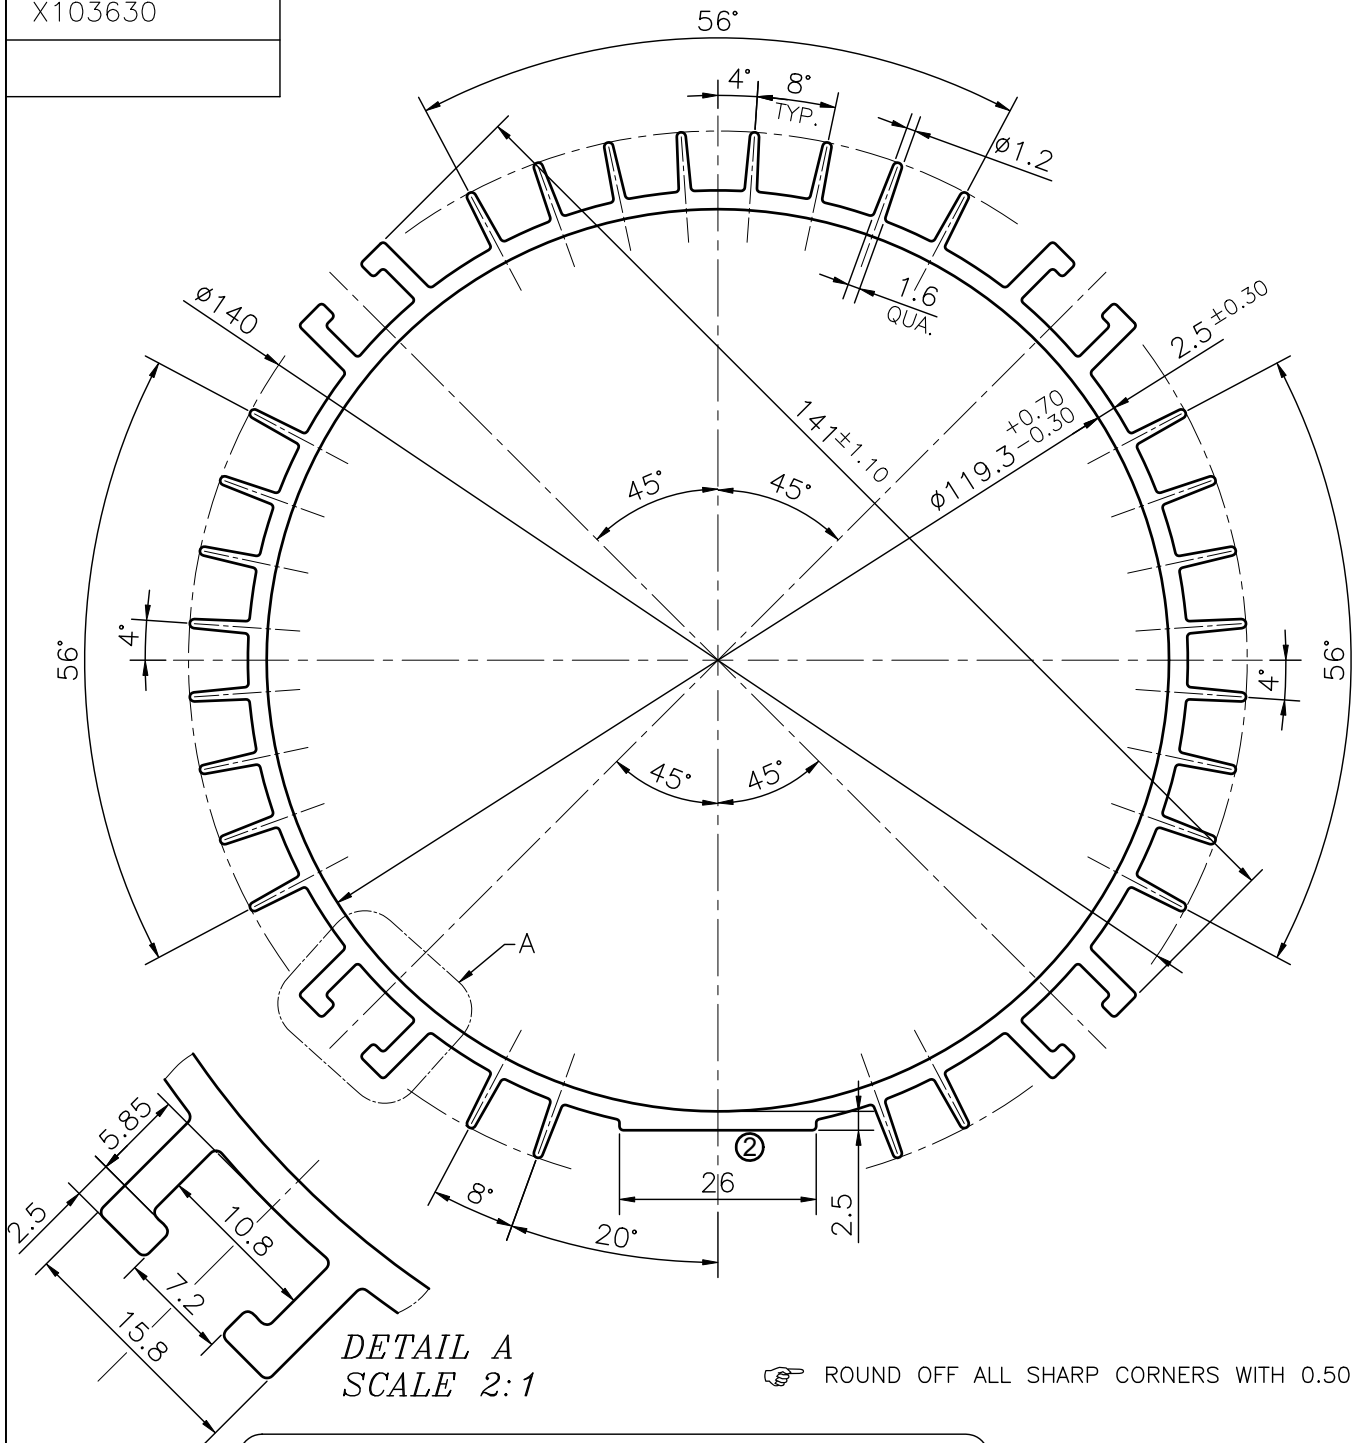 X103630
56°
4°
8°
TYP.
ø1.2
1.6
QUA.
2.5±0.30
ø140
141±1.10
ø119.3+0.70 -0.30
45°
45°
56°
4°
56°
4°
45°
45°
A
2
26
2.5
8°
20°
5.85
2.5
10.8
7.2
15.8
DETAIL A
SCALE 2:1
☞ ROUND OFF ALL SHARP CORNERS WITH 0.50